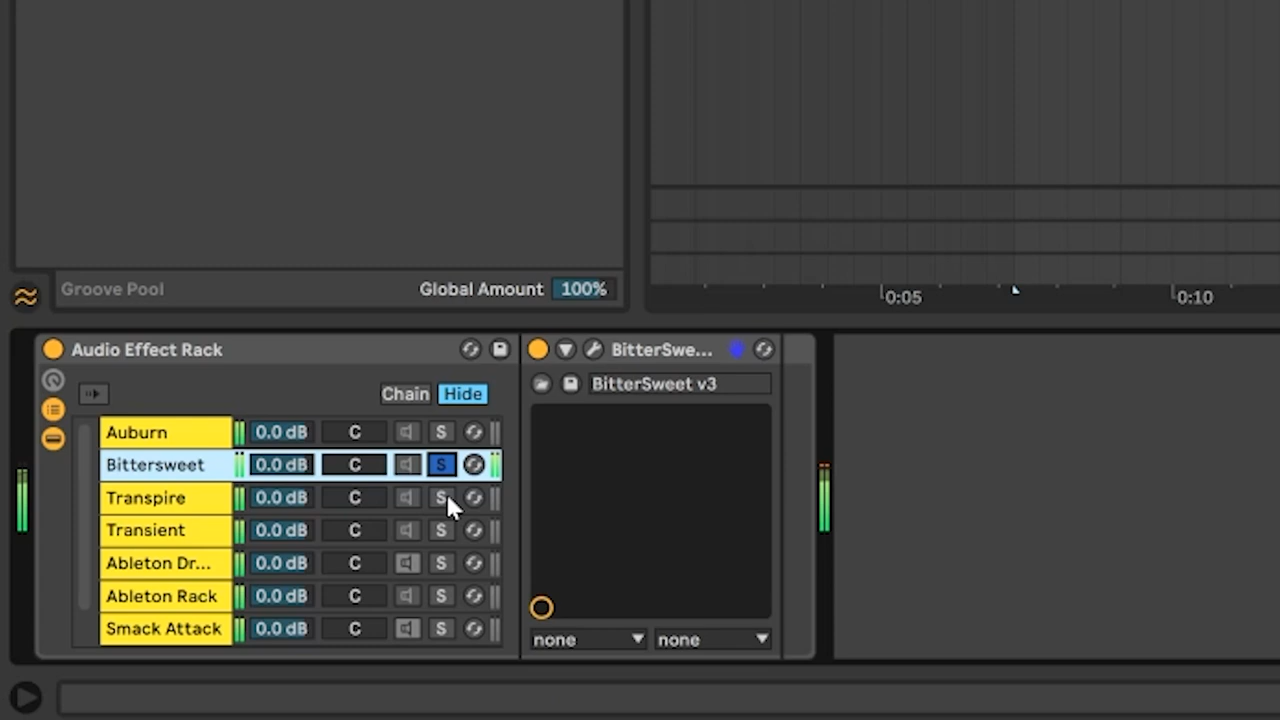 Groove Pool Global Amount 100%
0:05 0:10
Audio Effect Rack
BitterSwe...
Chain Hide
BitterSweet v3
Auburn 0.0 dB C S
Bittersweet 0.0 dB C S
Transpire 0.0 dB C S
Transient 0.0 dB C S
Ableton Dr... 0.0 dB C S
Ableton Rack 0.0 dB C S
Smack Attack 0.0 dB C S
none none